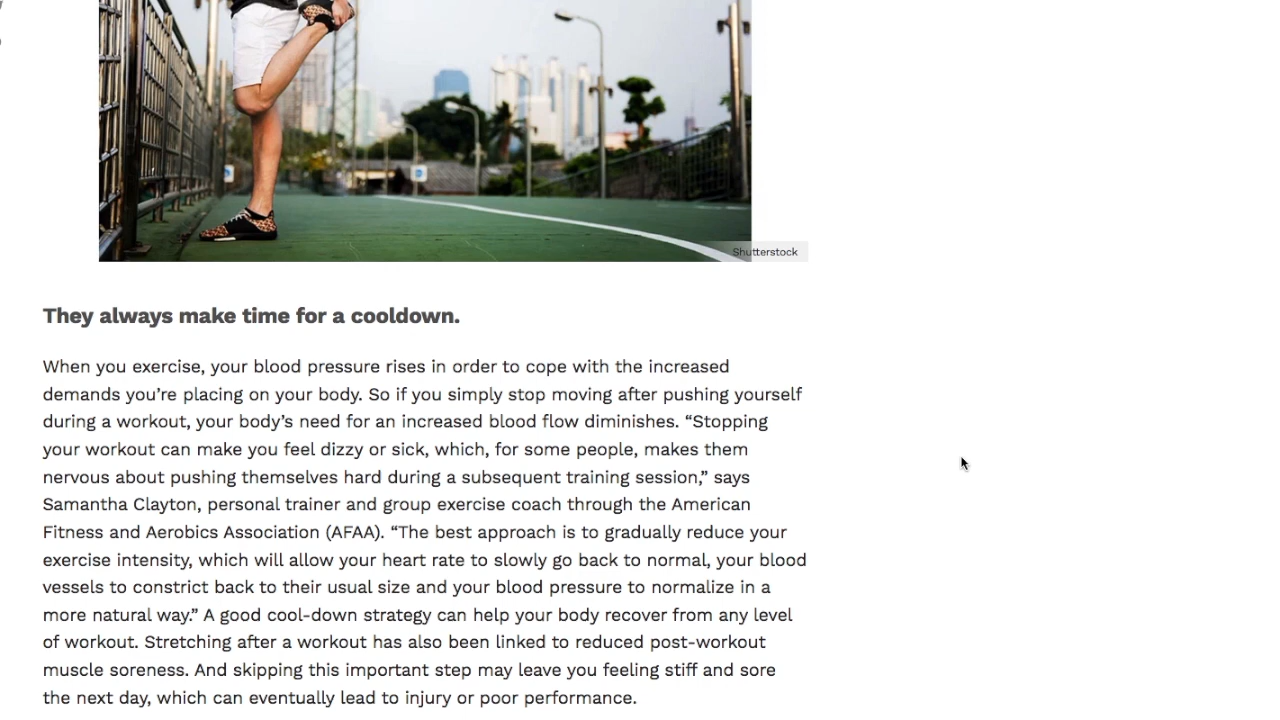 Shutterstock
They always make time for a cooldown.
When you exercise, your blood pressure rises in order to cope with the increased
demands you’re placing on your body. So if you simply stop moving after pushing yourself
during a workout, your body’s need for an increased blood flow diminishes. “Stopping
your workout can make you feel dizzy or sick, which, for some people, makes them
nervous about pushing themselves hard during a subsequent training session,” says
Samantha Clayton, personal trainer and group exercise coach through the American
Fitness and Aerobics Association (AFAA). “The best approach is to gradually reduce your
exercise intensity, which will allow your heart rate to slowly go back to normal, your blood
vessels to constrict back to their usual size and your blood pressure to normalize in a
more natural way.” A good cool-down strategy can help your body recover from any level
of workout. Stretching after a workout has also been linked to reduced post-workout
muscle soreness. And skipping this important step may leave you feeling stiff and sore
the next day, which can eventually lead to injury or poor performance.